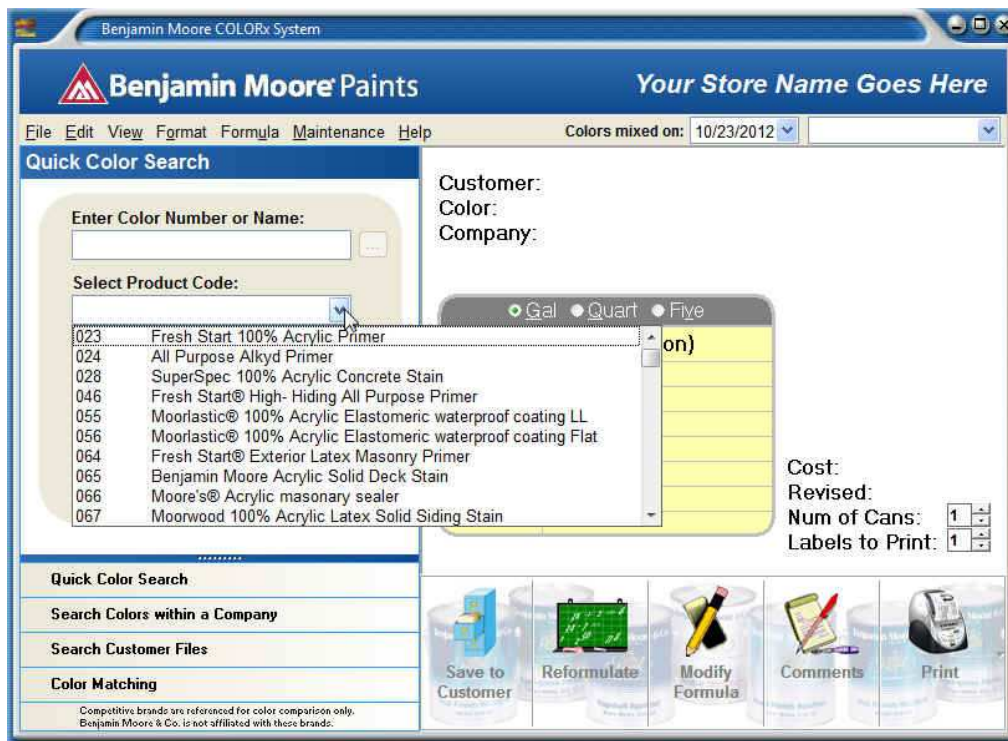 Benjamin Moore COLORx System
Benjamin Moore® Paints
Your Store Name Goes Here
File Edit View Format Formula Maintenance Help
Colors mixed on: 10/23/2012
Quick Color Search
Enter Color Number or Name:
...
Select Product Code:
023 Fresh Start 100% Acrylic Primer
024 All Purpose Alkyd Primer
028 SuperSpec 100% Acrylic Concrete Stain
046 Fresh Start® High- Hiding All Purpose Primer
055 Moorlastic® 100% Acrylic Elastomeric waterproof coating LL
056 Moorlastic® 100% Acrylic Elastomeric waterproof coating Flat
064 Fresh Start® Exterior Latex Masonry Primer
065 Benjamin Moore Acrylic Solid Deck Stain
066 Moore's® Acrylic masonary sealer
067 Moorwood 100% Acrylic Latex Solid Siding Stain
Customer:
Color:
Company:
Gal Quart Five
on)
Cost:
Revised:
Num of Cans: 1
Labels to Print: 1
Quick Color Search
Search Colors within a Company
Search Customer Files
Color Matching
Competitive brands are referenced for color comparison only.
Benjamin Moore & Co. is not affiliated with these brands.
Save to Customer
Reformulate
Modify Formula
Comments
Print